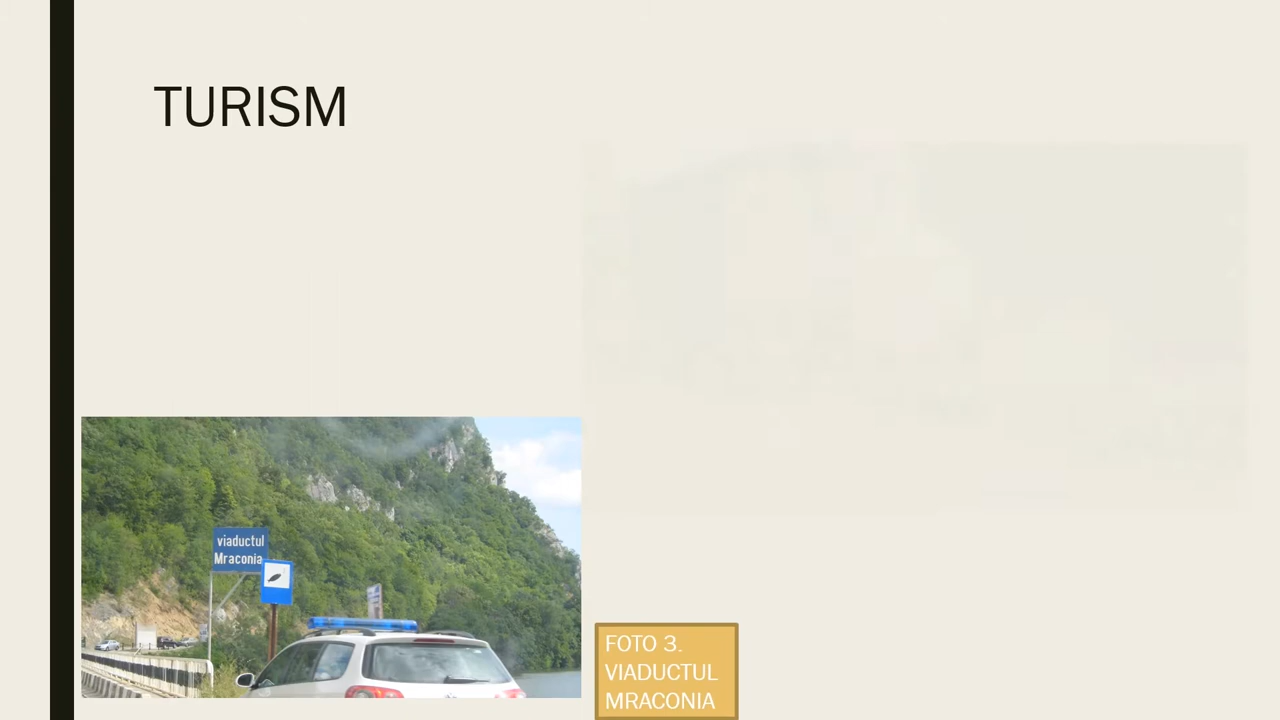 TURISM
viaductul
Mraconia
FOTO 3.
VIADUCTUL
MRACONIA